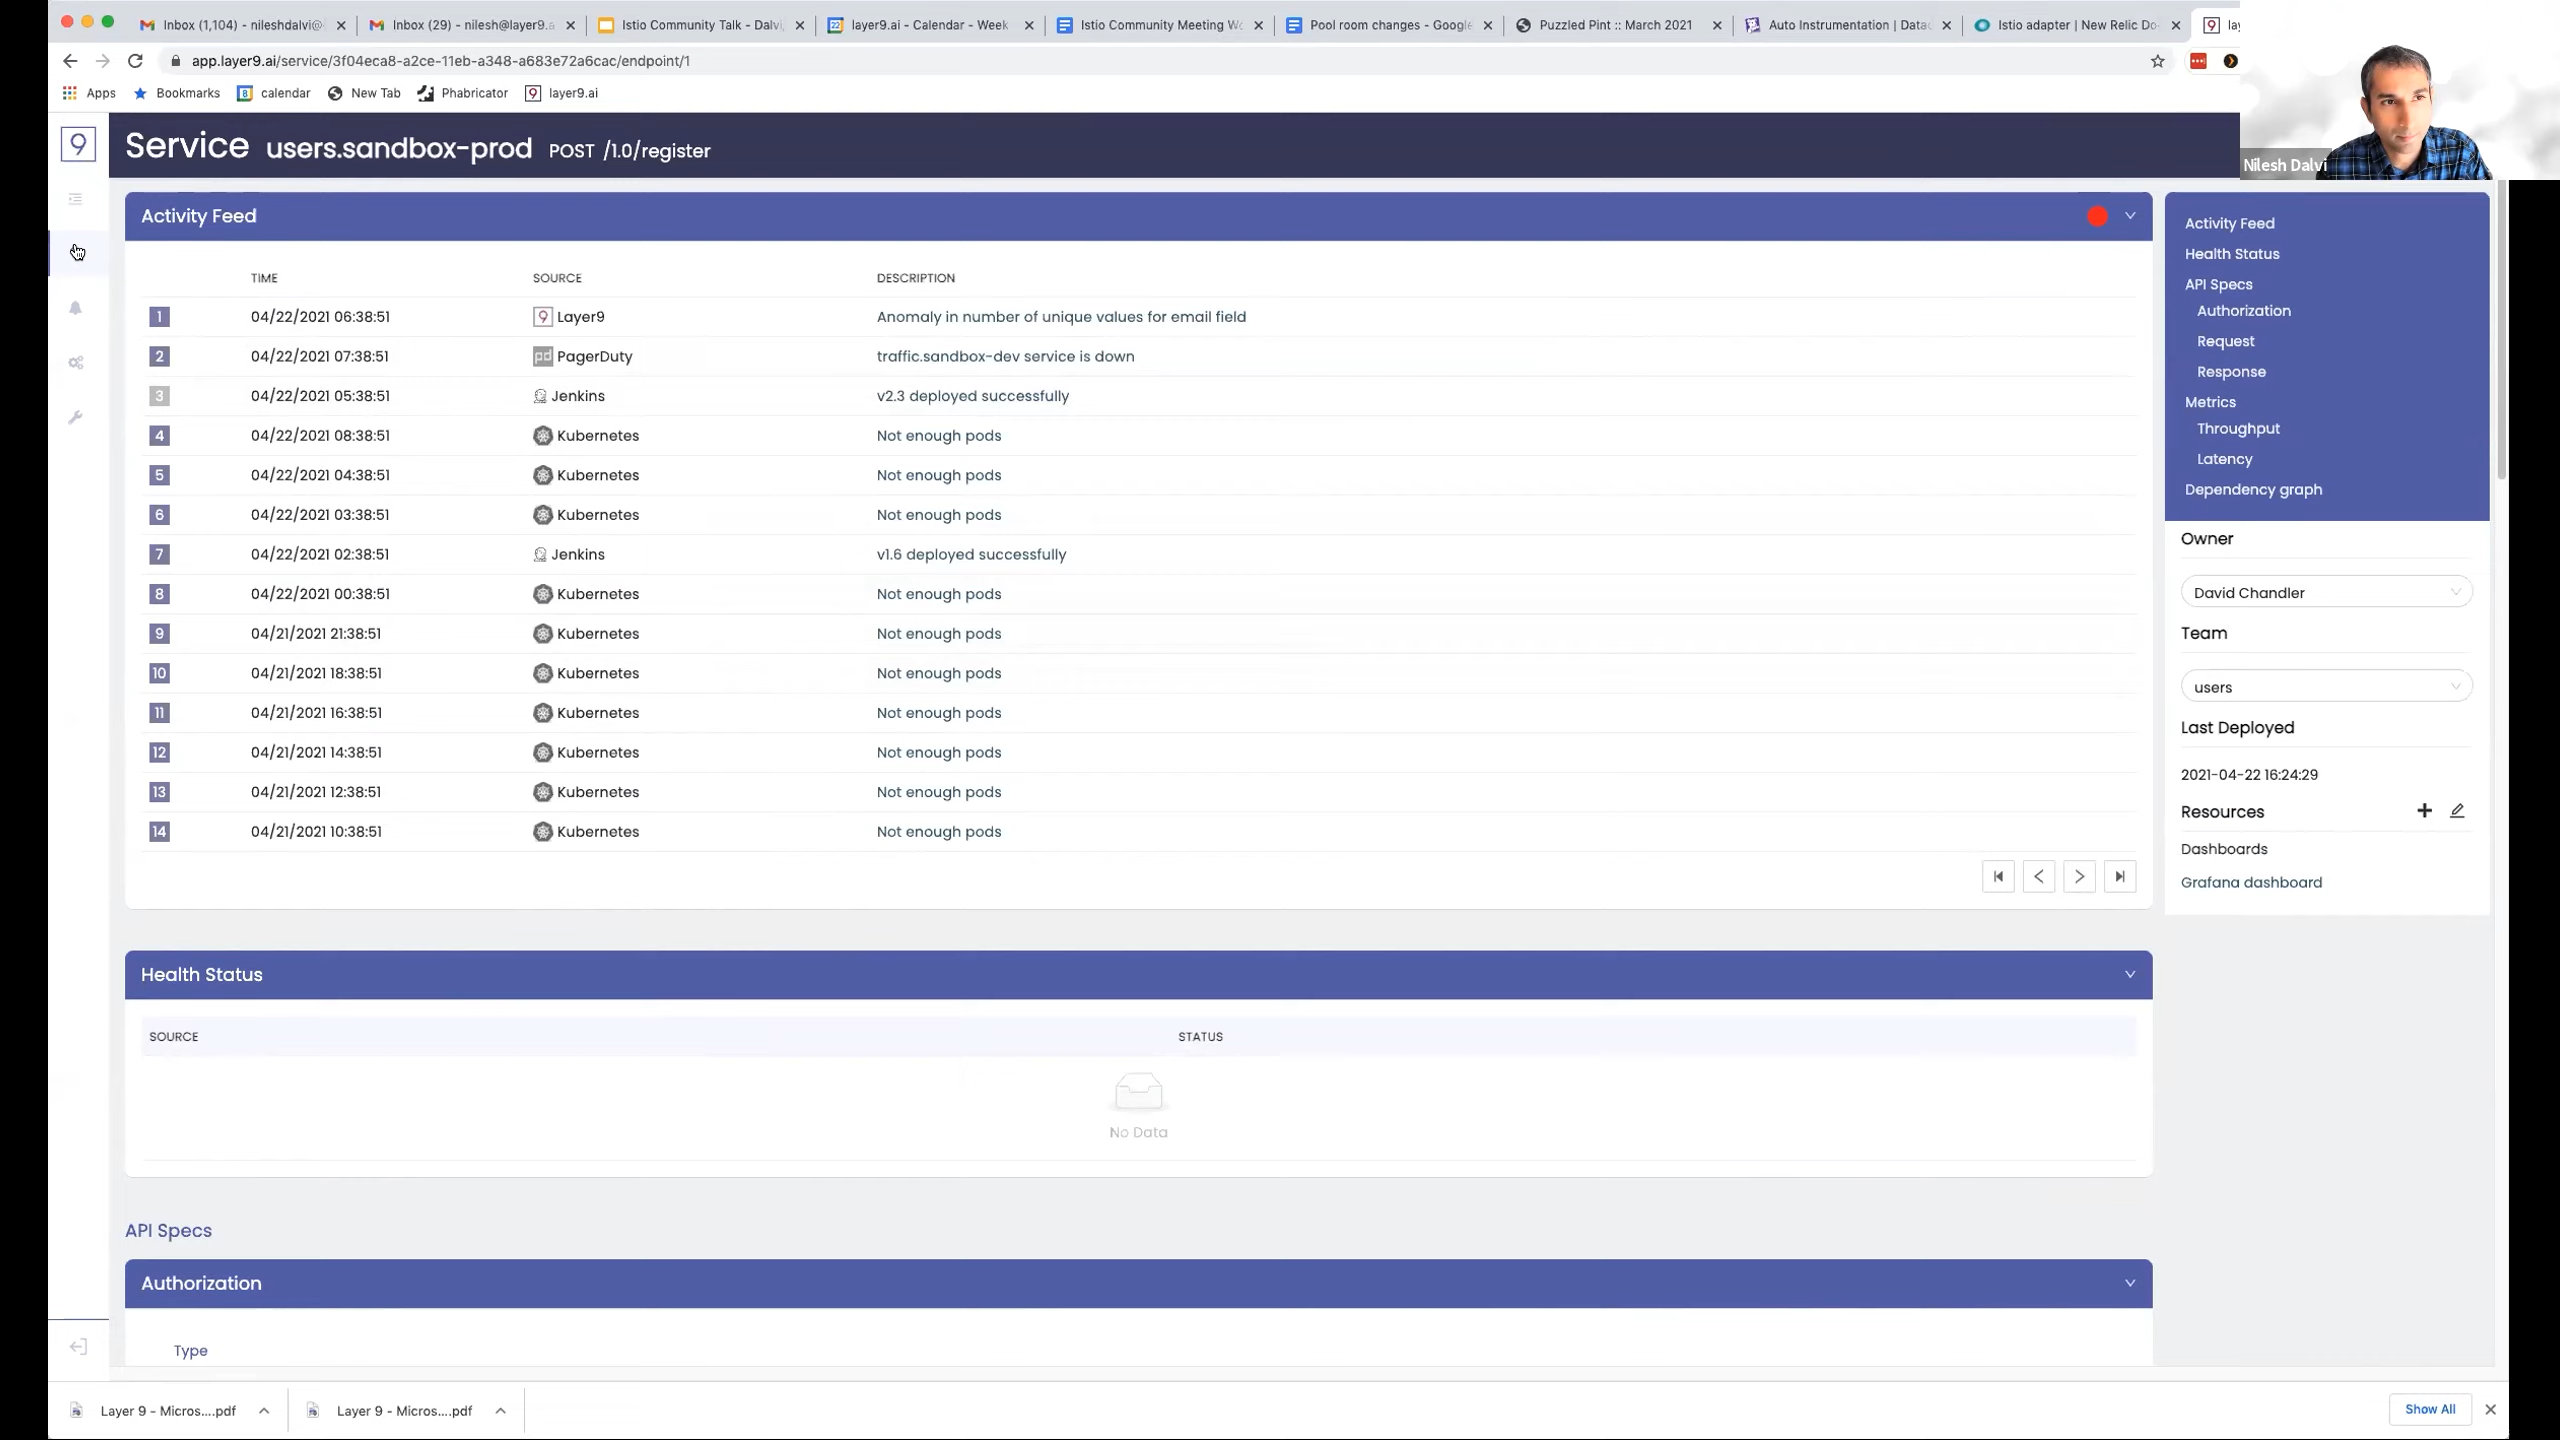 Inbox (1,104) - nileshdalvi@
Inbox (29) - nilesh@layer9.a
Istio Community Talk - Dalvi,
layer9.ai - Calendar - Week
Istio Community Meeting Wo
Pool room changes - Google
Puzzled Pint :: March 2021
Auto Instrumentation | Datad
Istio adapter | New Relic Do
lay
app.layer9.ai/service/3f04eca8-a2ce-11eb-a348-a683e72a6cac/endpoint/1
Apps Bookmarks calendar New Tab Phabricator layer9.ai
Nilesh Dalvi
9 Service users.sandbox-prod POST /1.0/register
Activity Feed
TIME SOURCE DESCRIPTION
1 04/22/2021 06:38:51 Layer9 Anomaly in number of unique values for email field
2 04/22/2021 07:38:51 pd PagerDuty traffic.sandbox-dev service is down
3 04/22/2021 05:38:51 Jenkins v2.3 deployed successfully
4 04/22/2021 08:38:51 Kubernetes Not enough pods
5 04/22/2021 04:38:51 Kubernetes Not enough pods
6 04/22/2021 03:38:51 Kubernetes Not enough pods
7 04/22/2021 02:38:51 Jenkins v1.6 deployed successfully
8 04/22/2021 00:38:51 Kubernetes Not enough pods
9 04/21/2021 21:38:51 Kubernetes Not enough pods
10 04/21/2021 18:38:51 Kubernetes Not enough pods
11 04/21/2021 16:38:51 Kubernetes Not enough pods
12 04/21/2021 14:38:51 Kubernetes Not enough pods
13 04/21/2021 12:38:51 Kubernetes Not enough pods
14 04/21/2021 10:38:51 Kubernetes Not enough pods
Health Status
SOURCE STATUS
No Data
API Specs
Authorization
Type
Activity Feed
Health Status
API Specs
Authorization
Request
Response
Metrics
Throughput
Latency
Dependency graph
Owner
David Chandler
Team
users
Last Deployed
2021-04-22 16:24:29
Resources
Dashboards
Grafana dashboard
Layer 9 - Micros....pdf
Layer 9 - Micros....pdf
Show All